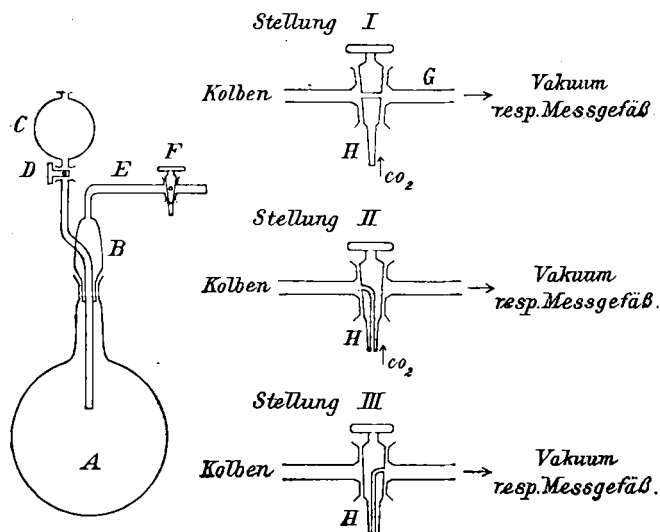 Stellung I
Kolben
G
Vakuum
resp. Messgefäß.
H
CO2
C
D
E
F
B
A
Stellung II
Kolben
Vakuum
resp. Messgefäß.
H
CO2
Stellung III
Kolben
Vakuum
resp. Messgefäß.
H